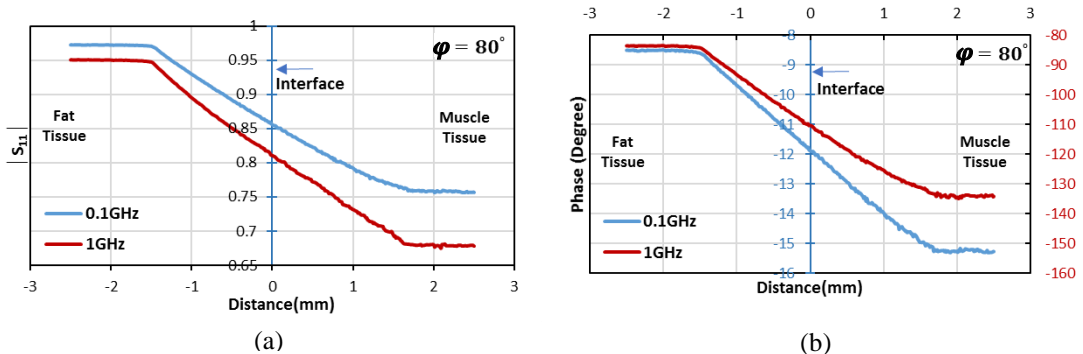 1
0.95
0.9
0.85
0.8
0.75
0.7
0.65
|S₁₁|
φ = 80°
Interface
Fat
Tissue
Muscle
Tissue
0.1GHz
1GHz
-3 -2 -1 0 1 2 3
Distance(mm)
(a)
-3 -2 -1 0 1 2 3
-8
-9
-10
-11
-12
-13
-14
-15
-16
Phase (Degree)
φ = 80°
Interface
Fat
Tissue
Muscle
Tissue
0.1GHz
1GHz
-80
-90
-100
-110
-120
-130
-140
-150
-160
Distance(mm)
(b)